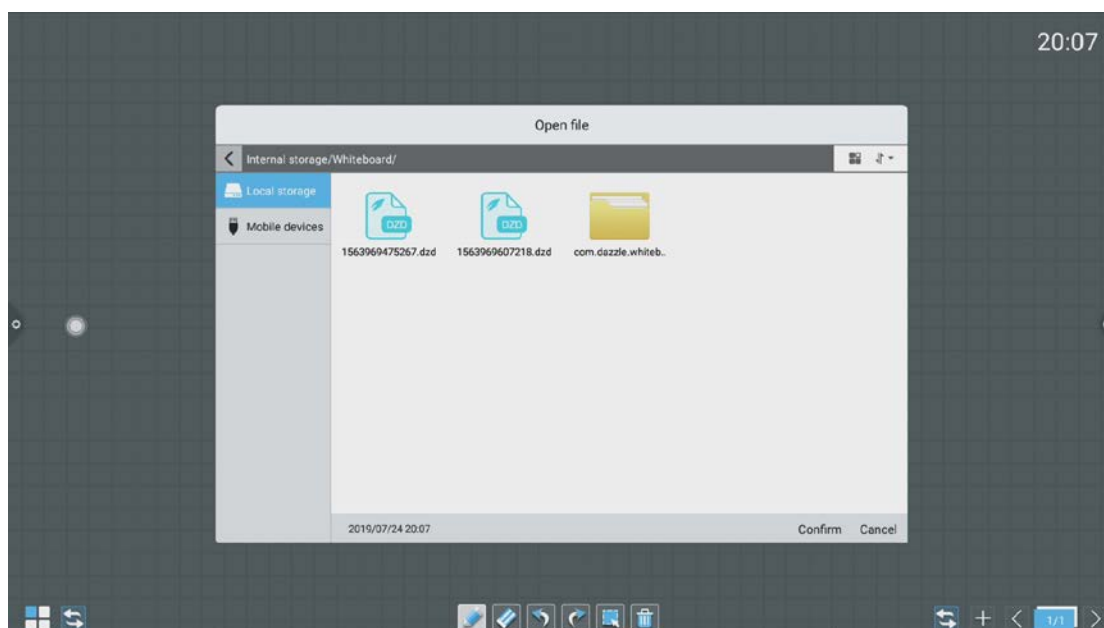 20:07
Open file
Internal storage/Whiteboard/
Local storage
Mobile devices
DZD
DZD
1563969475267.dzd
1563969607218.dzd
com.dazzle.whiteb..
2019/07/24 20:07
Confirm
Cancel
1/1